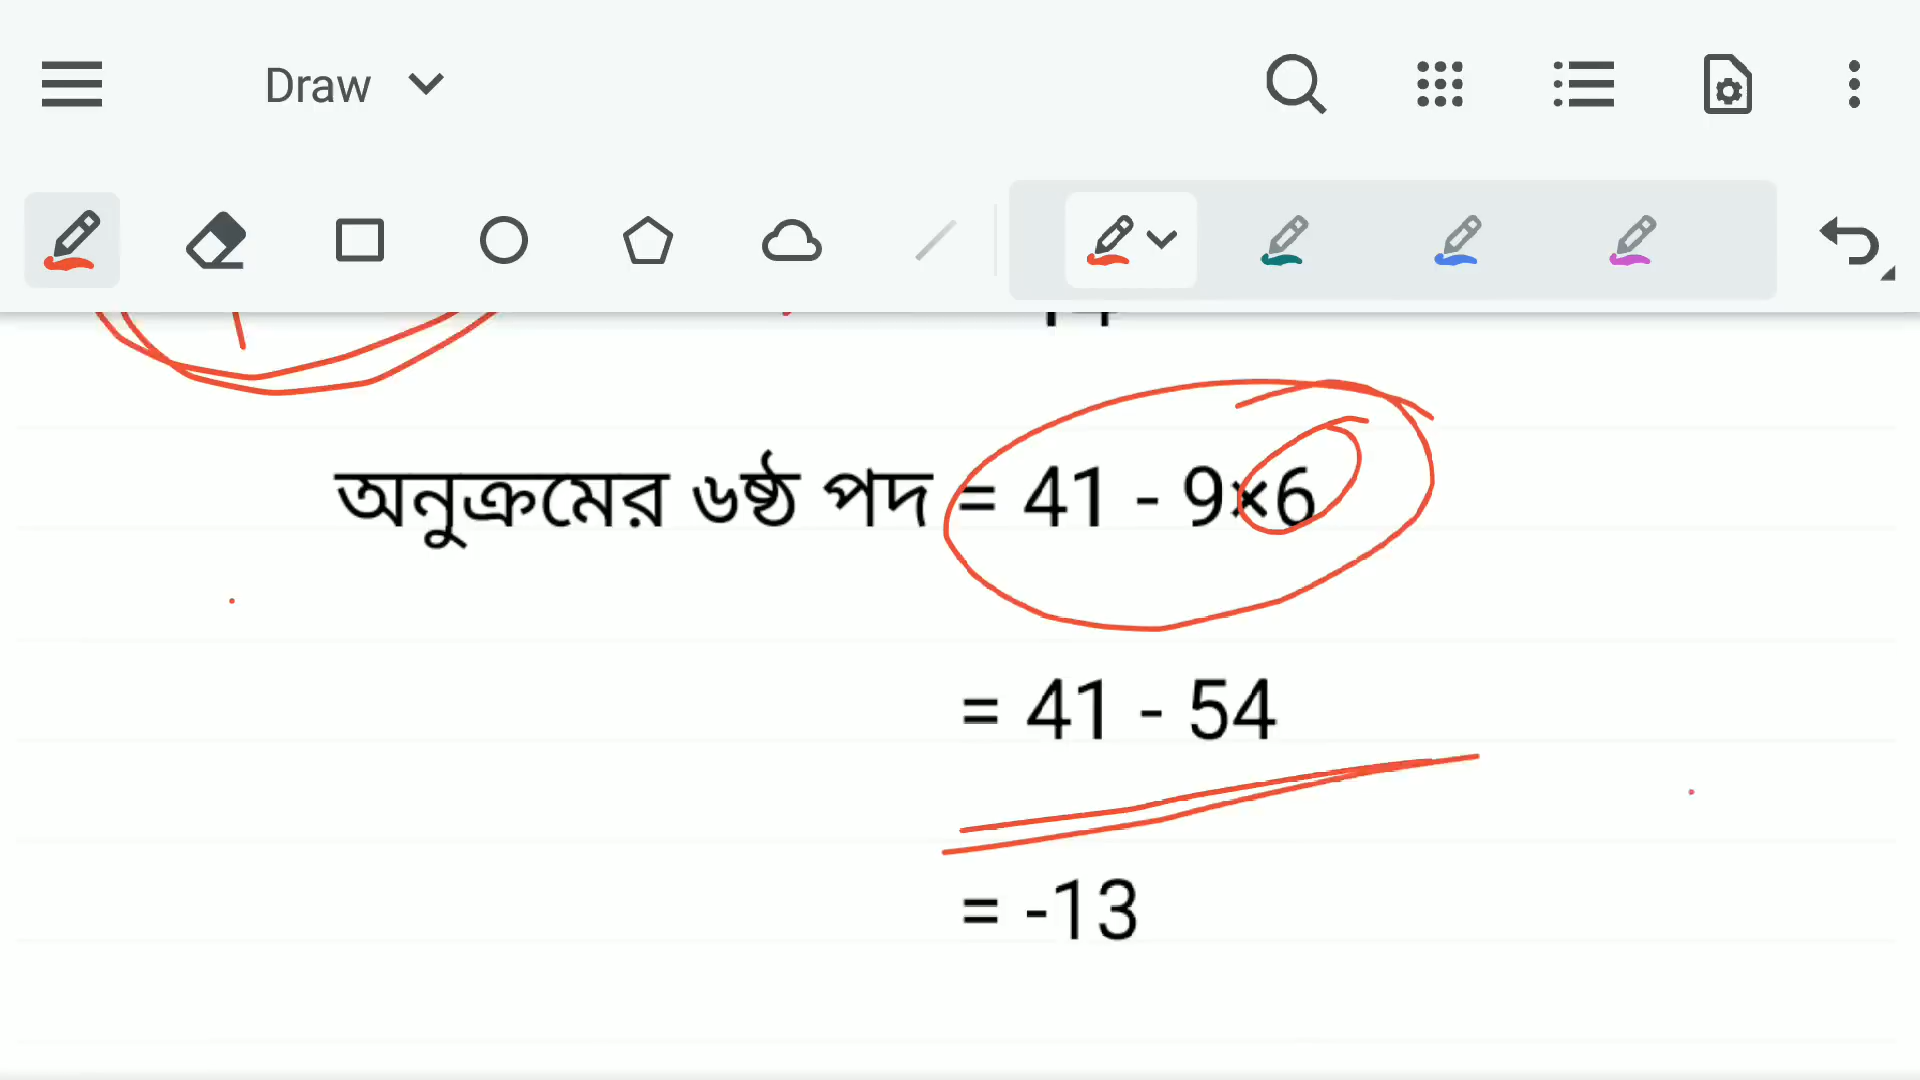 Draw
অনুক্রমের ৬ষ্ঠ পদ = 41 - 9×6
= 41 - 54
= -13